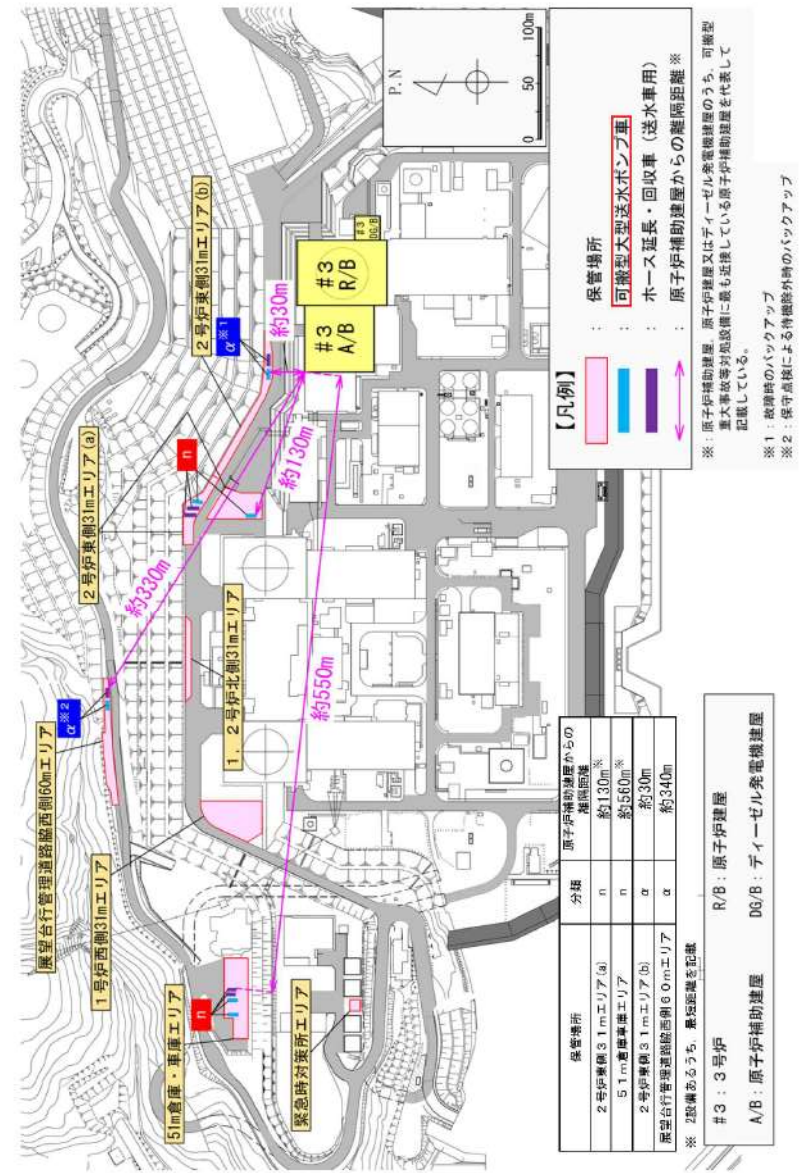 展望台行管理道路脇西側60mエリア
α※2
約330m
2号炉東側31mエリア(a)
2号炉東側31mエリア(b)
α※1
n
約30m
約130m
1号炉西側31mエリア
1, 2号炉北側31mエリア
51m倉庫・車庫エリア
n
約550m
緊急時対策所エリア
#3
A/B
#3
R/B
#3
DG/B
P.N
0 50 100m
【凡例】
: 保管場所
: 可搬型大型送水ポンプ車
: ホース延長・回収車(送水車用)
: 原子炉補助建屋からの離隔距離※
※:原子炉補助建屋、原子炉建屋又はディーゼル発電機建屋のうち、可搬型
重大事故等対処設備に最も近接している原子炉補助建屋を代表して
記載している。
※1:故障時のバックアップ
※2:保守点検による待機除外時のバックアップ
保管場所 分類 原子炉補助建屋からの
離隔距離
2号炉東側31mエリア(a) n 約130m※
51m倉庫車庫エリア n 約560m※
2号炉東側31mエリア(b) α 約30m
展望台行管理道路脇西側60mエリア α 約340m
※ 2設備あるうち、最短距離を記載
#3:3号炉 R/B:原子炉建屋
A/B:原子炉補助建屋 DG/B:ディーゼル発電機建屋